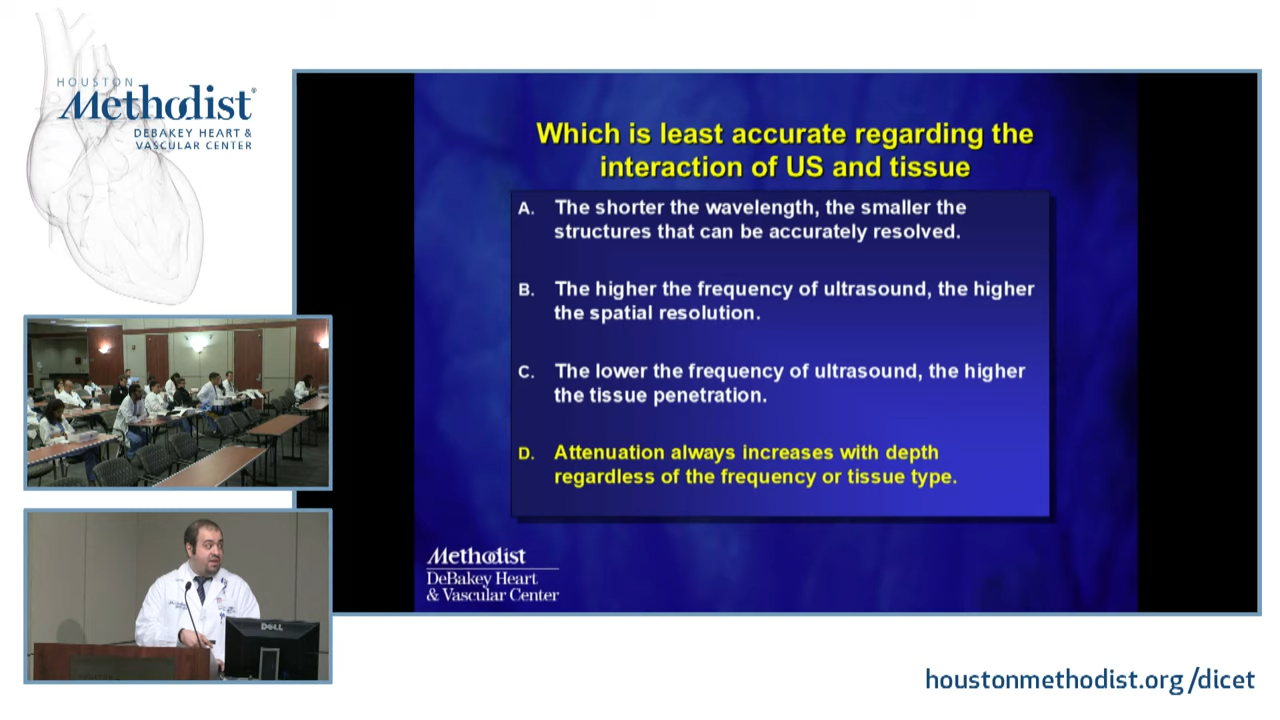 HOUSTON
Methodist®
DEBAKEY HEART &
VASCULAR CENTER
Which is least accurate regarding the
interaction of US and tissue
A. The shorter the wavelength, the smaller the
structures that can be accurately resolved.
B. The higher the frequency of ultrasound, the higher
the spatial resolution.
C. The lower the frequency of ultrasound, the higher
the tissue penetration.
D. Attenuation always increases with depth
regardless of the frequency or tissue type.
Methodist
DeBakey Heart
& Vascular Center
DELL
houstonmethodist.org/dicet